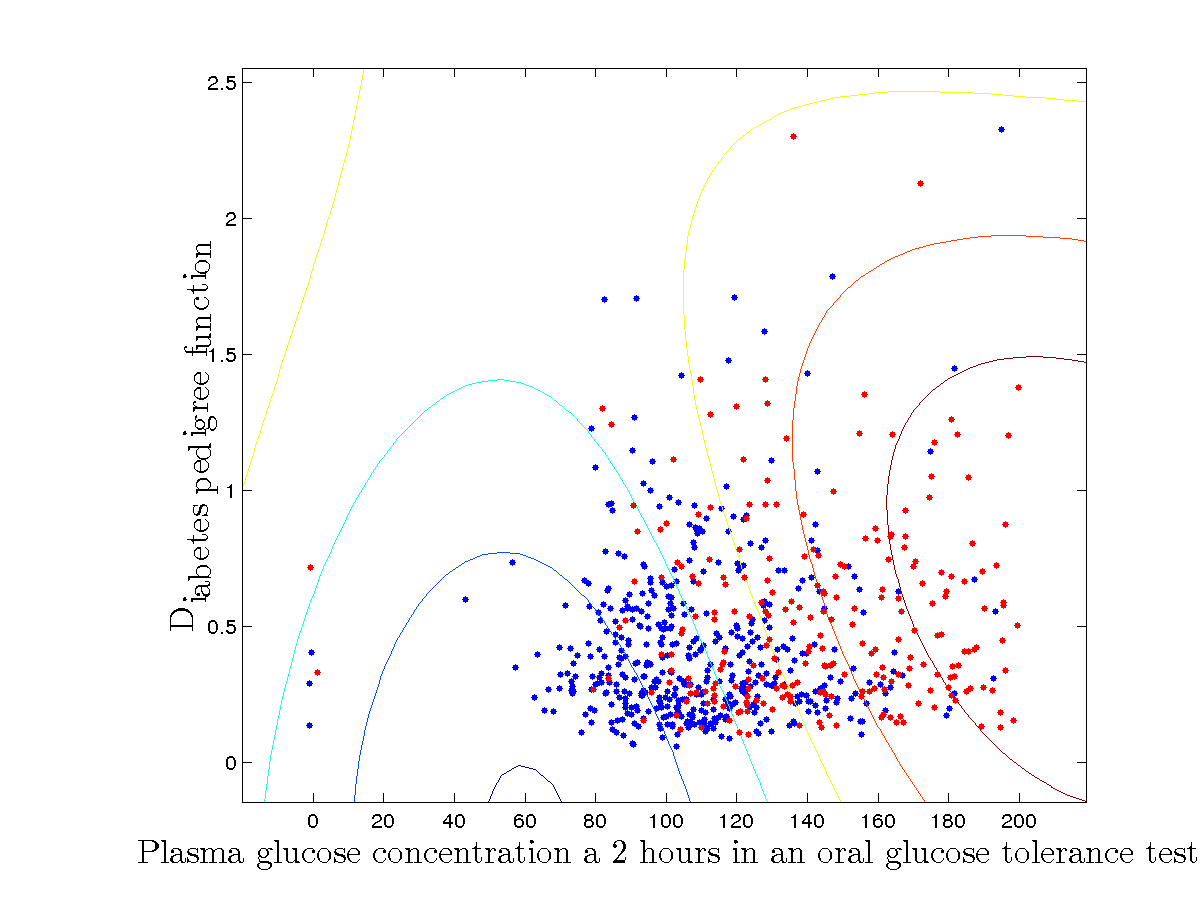 2.5
2
1.5
1
0.5
0
Diabetes pedigree function
0 20 40 60 80 100 120 140 160 180 200
Plasma glucose concentration a 2 hours in an oral glucose tolerance test